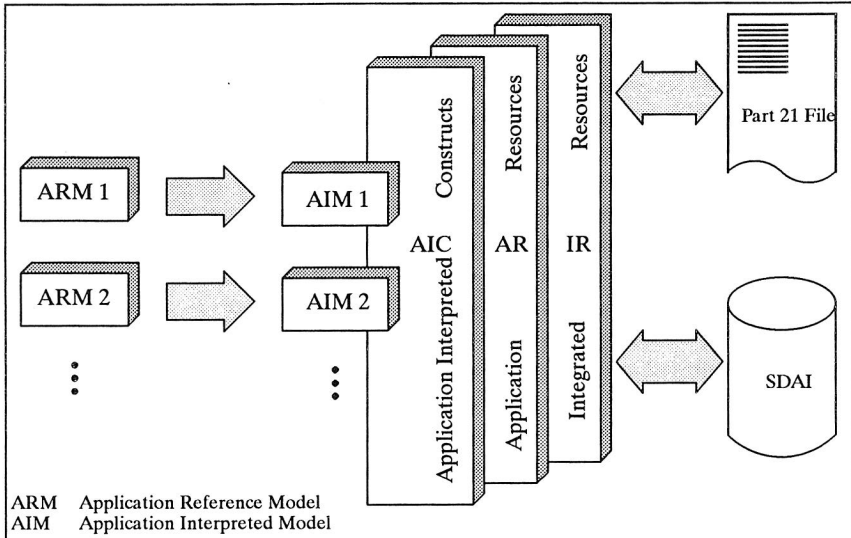 ARM 1
ARM 2
AIM 1
AIM 2
AIC
Application Interpreted Constructs
AR
Application Resources
IR
Integrated Resources
Part 21 File
SDAI
ARM Application Reference Model
AIM Application Interpreted Model